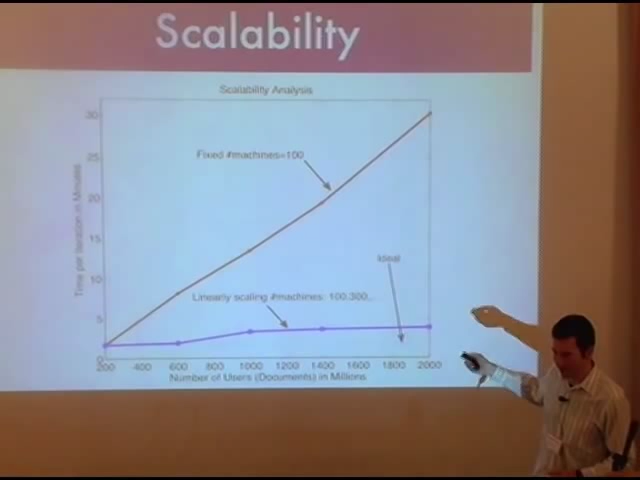 Scalability
Scalability Analysis
30
25
20
15
10
5
0
Time per Iteration in Minutes
Fixed #machines=100
Ideal
Linearly scaling #machines: 100,300,..
200 400 600 800 1000 1200 1400 1600 1800 2000
Number of Users (Documents) in Millions